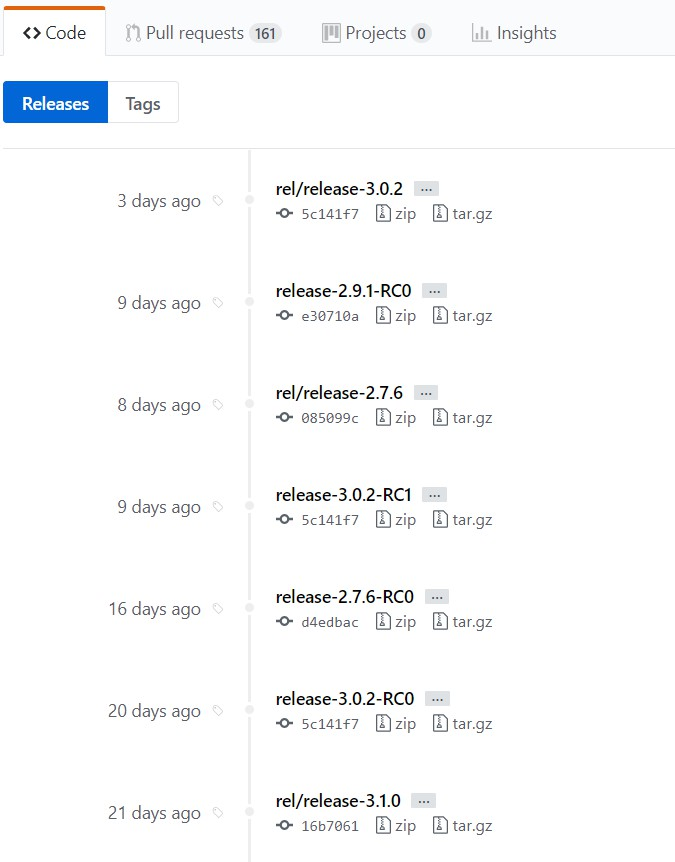 Code Pull requests 161 Projects 0 Insights
Releases Tags
3 days ago rel/release-3.0.2 ...
5c141f7 zip tar.gz
9 days ago release-2.9.1-RC0 ...
e30710a zip tar.gz
8 days ago rel/release-2.7.6 ...
085099c zip tar.gz
9 days ago release-3.0.2-RC1 ...
5c141f7 zip tar.gz
16 days ago release-2.7.6-RC0 ...
d4edbac zip tar.gz
20 days ago release-3.0.2-RC0 ...
5c141f7 zip tar.gz
21 days ago rel/release-3.1.0 ...
16b7061 zip tar.gz